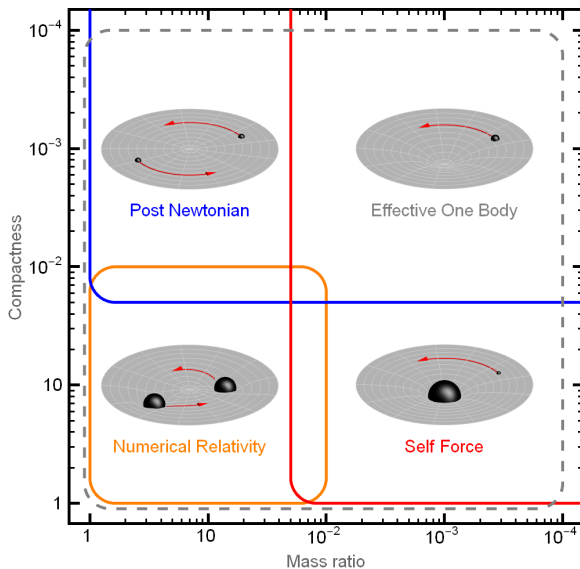 10⁻⁴
10⁻³
10⁻²
10
1
Compactness
Post Newtonian
Effective One Body
Numerical Relativity
Self Force
1
10
10⁻²
10⁻³
10⁻⁴
Mass ratio